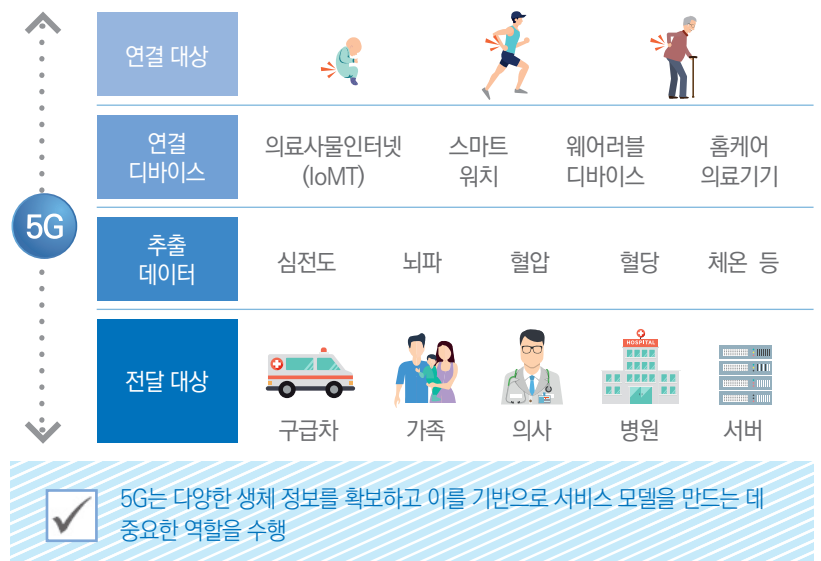 5G
연결 대상
연결
디바이스
의료사물인터넷
(IoMT)
스마트
워치
웨어러블
디바이스
홈케어
의료기기
추출
데이터
심전도
뇌파
혈압
혈당
체온 등
전달 대상
HOSPITAL
구급차
가족
의사
병원
서버
5G는 다양한 생체 정보를 확보하고 이를 기반으로 서비스 모델을 만드는 데
중요한 역할을 수행